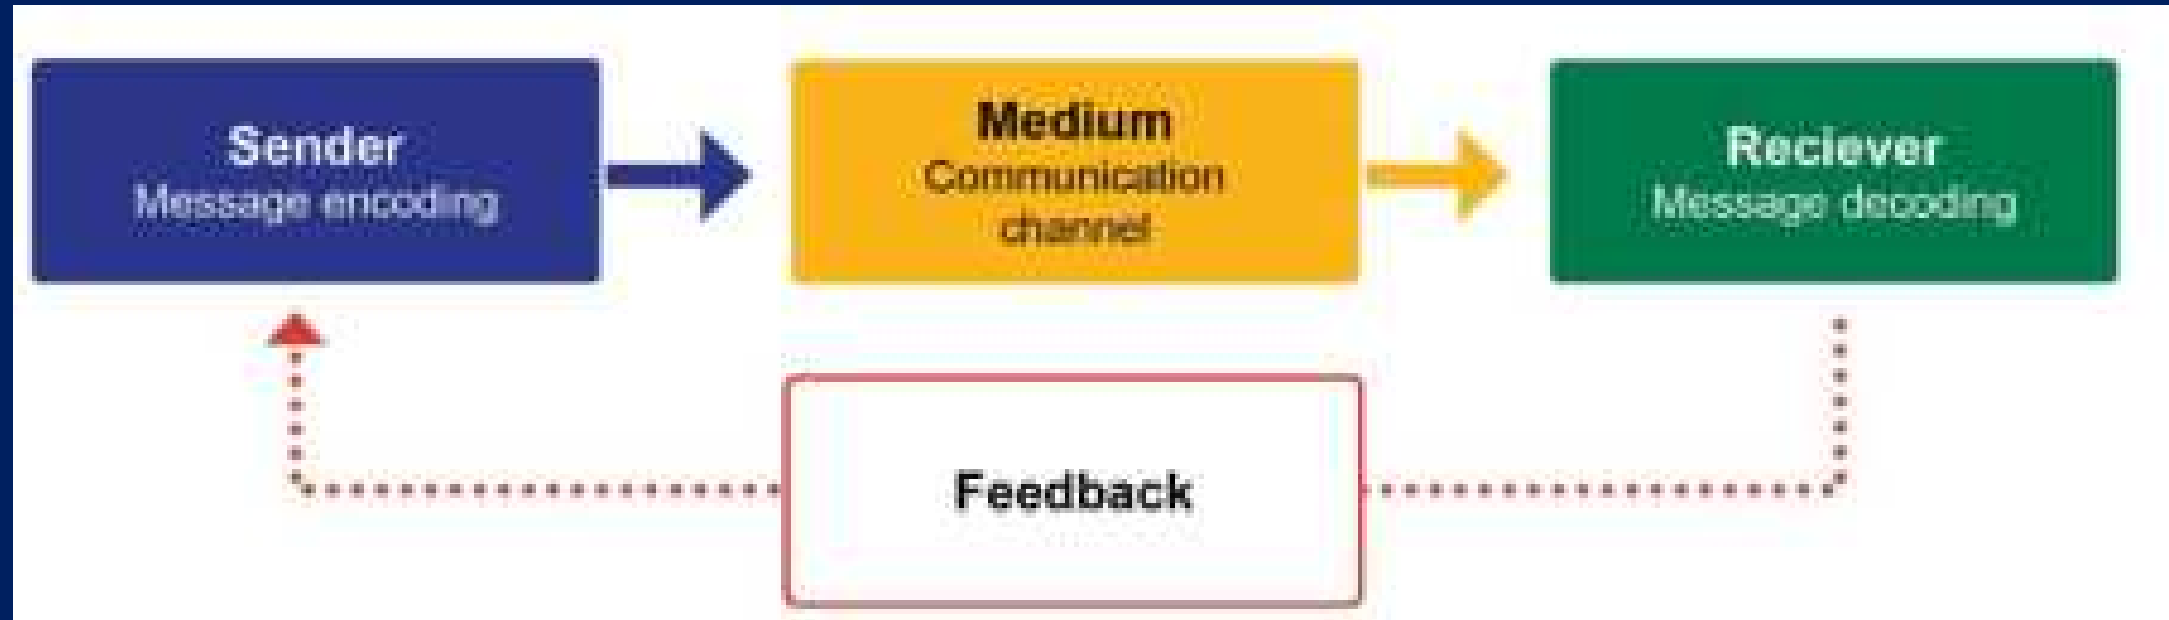 Sender
Message encoding
Medium
Communication
channel
Reciever
Message decoding
Feedback